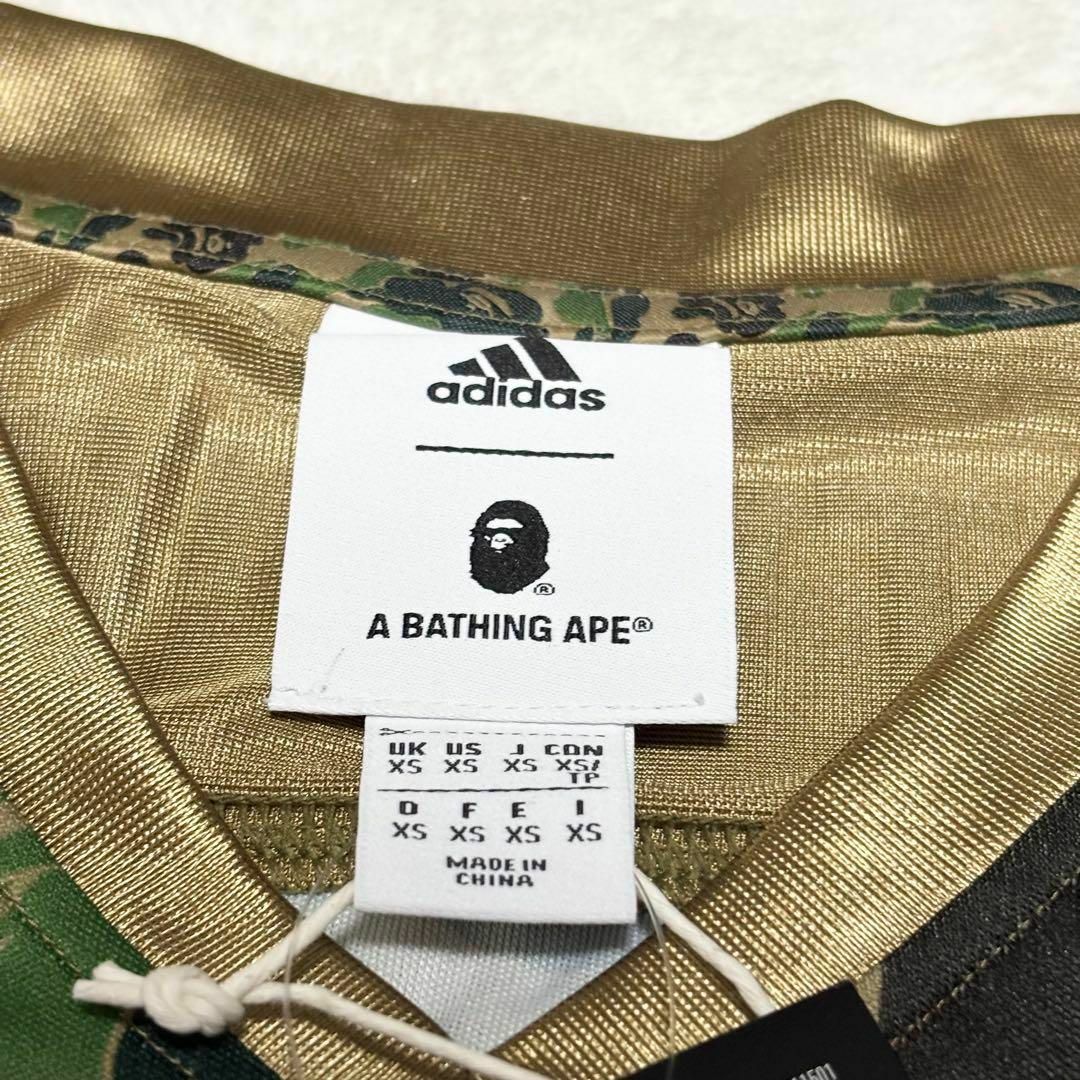 adidas
®
A BATHING APE®
UK US J CDN
XS XS XS XS/
TP
D F E I
XS XS XS XS
MADE IN
CHINA